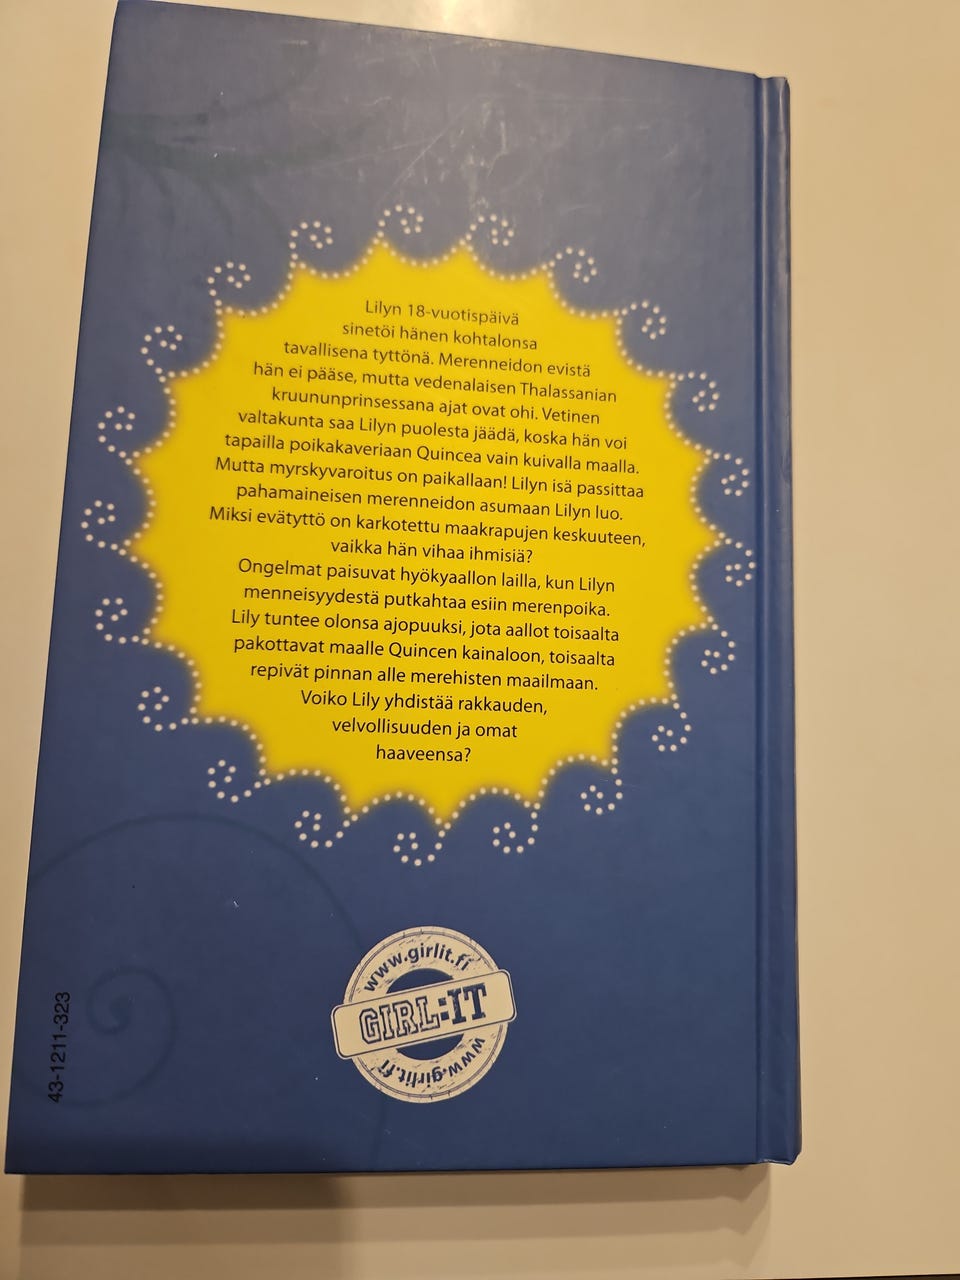 Lilyn 18-vuotispäivä
sinetöi hänen kohtalonsa
tavallisena tyttönä. Merenneidon evistä
hän ei pääse, mutta vedenalaisen Thalassanian
kruununprinsessana ajat ovat ohi. Vetinen
valtakunta saa Lilyn puolesta jäädä, koska hän voi
tapailla poikakaveriaan Quincea vain kuivalla maalla.
Mutta myrskyvaroitus on paikallaan! Lilyn isä passittaa
pahamaineisen merenneidon asumaan Lilyn luo.
Miksi evätyttö on karkotettu maakrapujen keskuuteen,
vaikka hän vihaa ihmisiä?
Ongelmat paisuvat hyökyaallon lailla, kun Lilyn
menneisyydestä putkahtaa esiin merenpoika.
Lily tuntee olonsa ajopuuksi, jota aallot toisaalta
pakottavat maalle Quincen kainaloon, toisaalta
repivät pinnan alle merehisten maailmaan.
Voiko Lily yhdistää rakkauden,
velvollisuuden ja omat
haaveensa?
www.girlit.fi
GIRL:IT
www.girlit.fi
43-1211-323